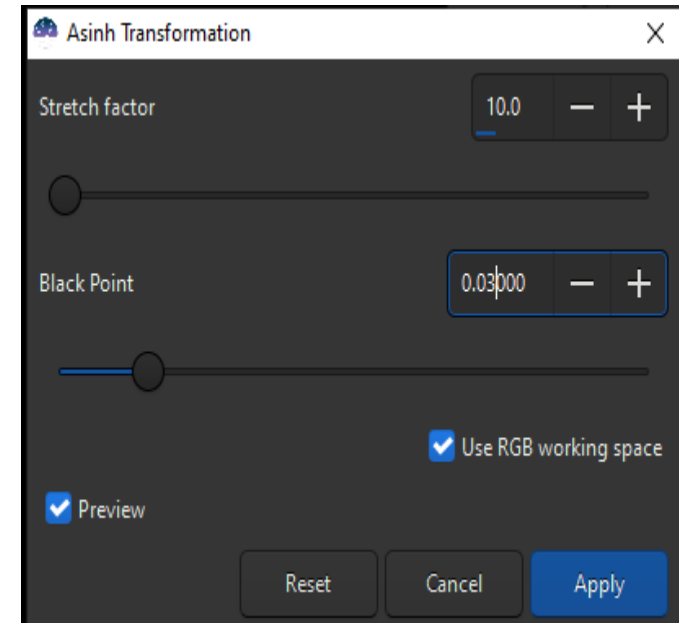 Asinh Transformation
Stretch factor 10.0
Black Point 0.03000
Use RGB working space
Preview
Reset Cancel Apply